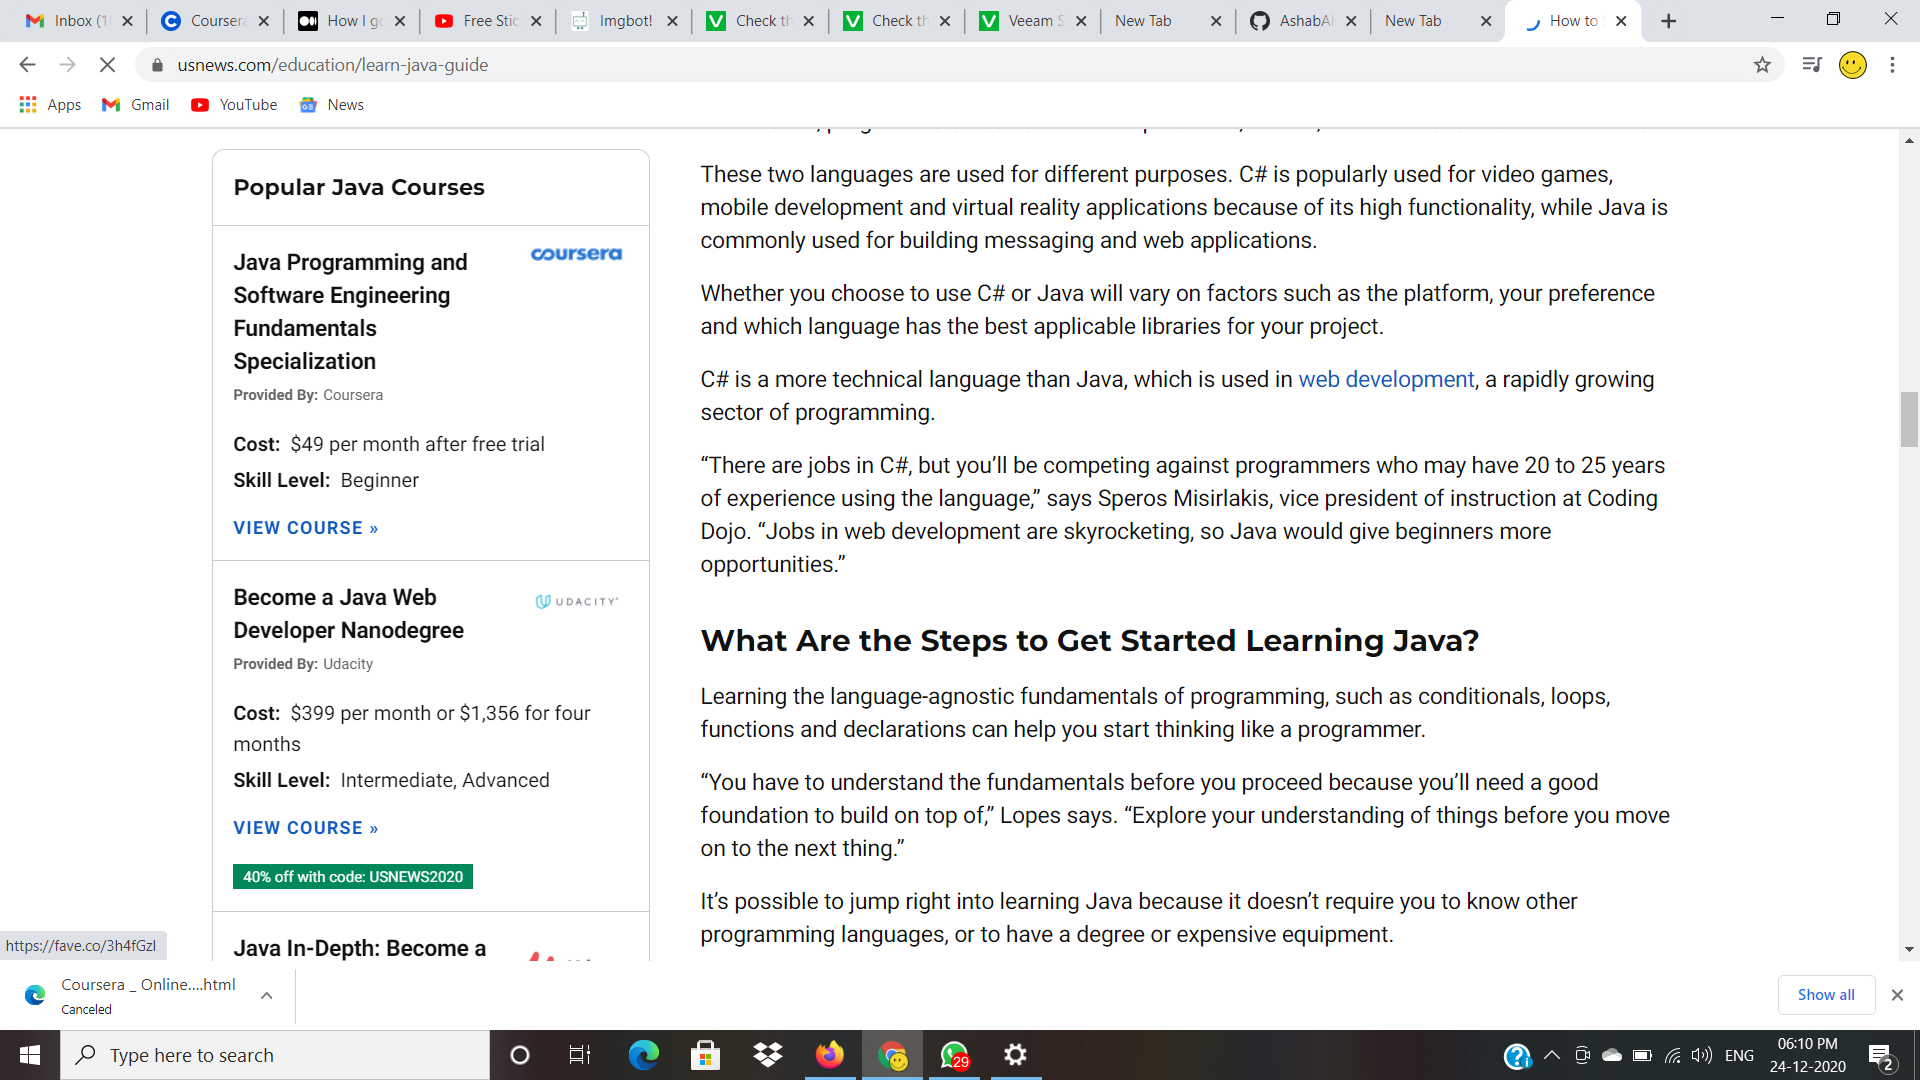 Inbox (1
Coursera
How I go
Free Stic
Imgbot!
Check th
Check th
Veeam S
New Tab
AshabAl
New Tab
How to S
usnews.com/education/learn-java-guide
Apps
Gmail
YouTube
News
Popular Java Courses
Java Programming and
Software Engineering
Fundamentals
Specialization
coursera
Provided By: Coursera
Cost: $49 per month after free trial
Skill Level: Beginner
VIEW COURSE »
Become a Java Web
Developer Nanodegree
UDACITY
Provided By: Udacity
Cost: $399 per month or $1,356 for four
months
Skill Level: Intermediate, Advanced
VIEW COURSE »
40% off with code: USNEWS2020
Java In-Depth: Become a
These two languages are used for different purposes. C# is popularly used for video games,
mobile development and virtual reality applications because of its high functionality, while Java is
commonly used for building messaging and web applications.
Whether you choose to use C# or Java will vary on factors such as the platform, your preference
and which language has the best applicable libraries for your project.
C# is a more technical language than Java, which is used in web development, a rapidly growing
sector of programming.
“There are jobs in C#, but you’ll be competing against programmers who may have 20 to 25 years
of experience using the language,” says Speros Misirlakis, vice president of instruction at Coding
Dojo. “Jobs in web development are skyrocketing, so Java would give beginners more
opportunities.”
What Are the Steps to Get Started Learning Java?
Learning the language-agnostic fundamentals of programming, such as conditionals, loops,
functions and declarations can help you start thinking like a programmer.
“You have to understand the fundamentals before you proceed because you’ll need a good
foundation to build on top of,” Lopes says. “Explore your understanding of things before you move
on to the next thing.”
It’s possible to jump right into learning Java because it doesn’t require you to know other
programming languages, or to have a degree or expensive equipment.
https://fave.co/3h4fGzl
Coursera _ Online....html
Canceled
Show all
Type here to search
29
ENG
06:10 PM
24-12-2020
2